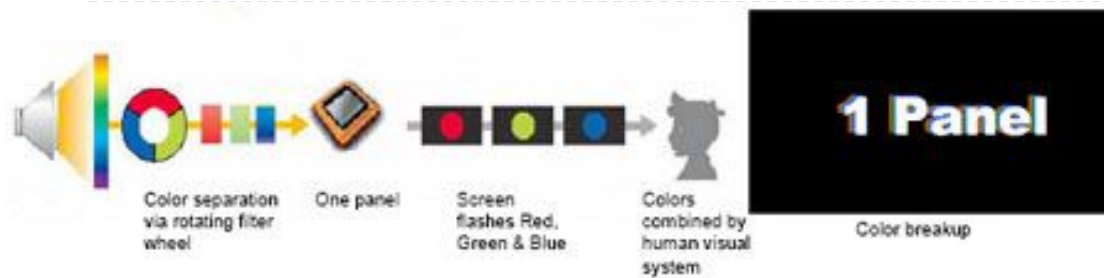 1 Panel
Color separation
via rotating filter
wheel
One panel
Screen
flashes Red,
Green & Blue
Colors
combined by
human visual
system
Color breakup